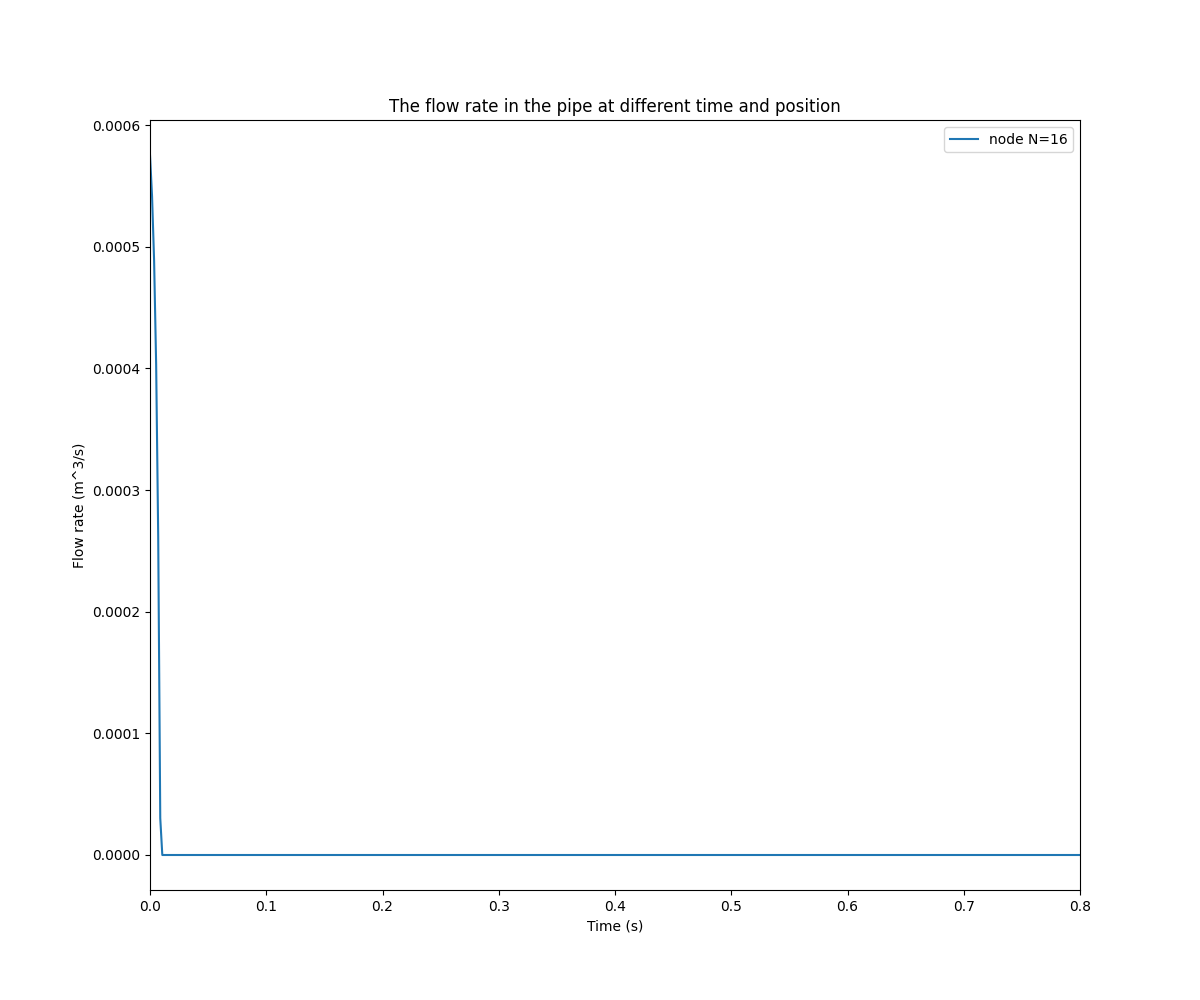 The flow rate in the pipe at different time and position
node N=16
0.0006
0.0005
0.0004
0.0003
0.0002
0.0001
0.0000
Flow rate (m^3/s)
0.0 0.1 0.2 0.3 0.4 0.5 0.6 0.7 0.8
Time (s)